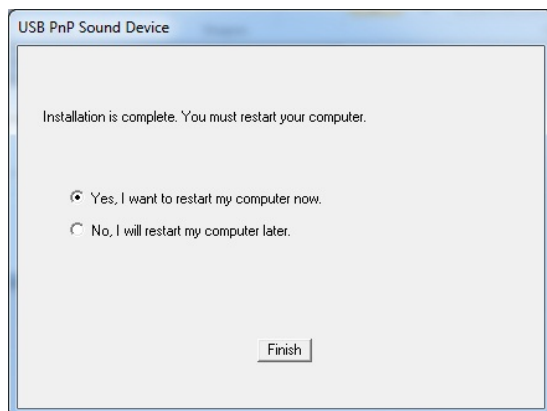 USB PnP Sound Device
Installation is complete. You must restart your computer.
Yes, I want to restart my computer now.
No, I will restart my computer later.
Finish